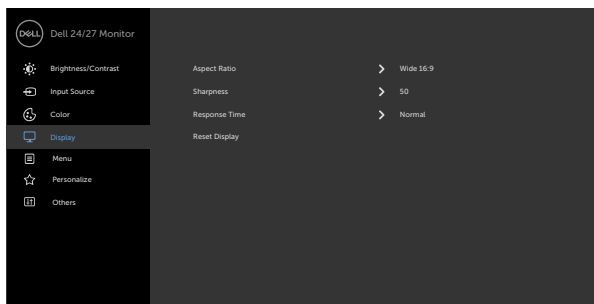 DELL Dell 24/27 Monitor
Brightness/Contrast Aspect Ratio Wide 16:9
Input Source Sharpness 50
Color Response Time Normal
Display Reset Display
Menu
Personalize
Others